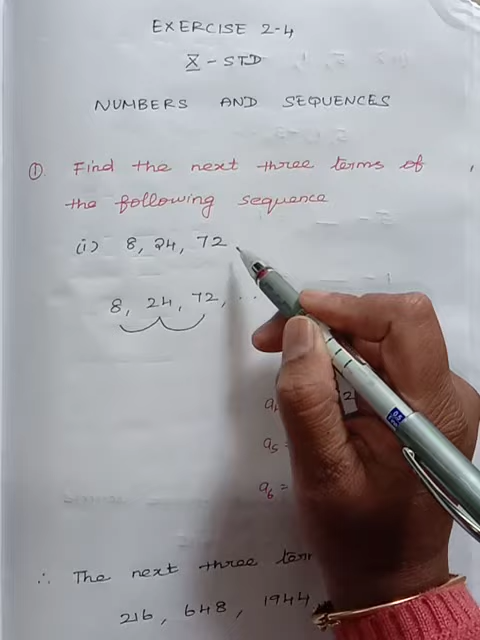 EXERCISE 2-4
X - STD
NUMBERS AND SEQUENCES
①. Find the next three terms of
the following sequence
(i) 8, 24, 72
8, 24, 72, ..
a₅
a₆ =
∴ The next three
216, 648, 1944